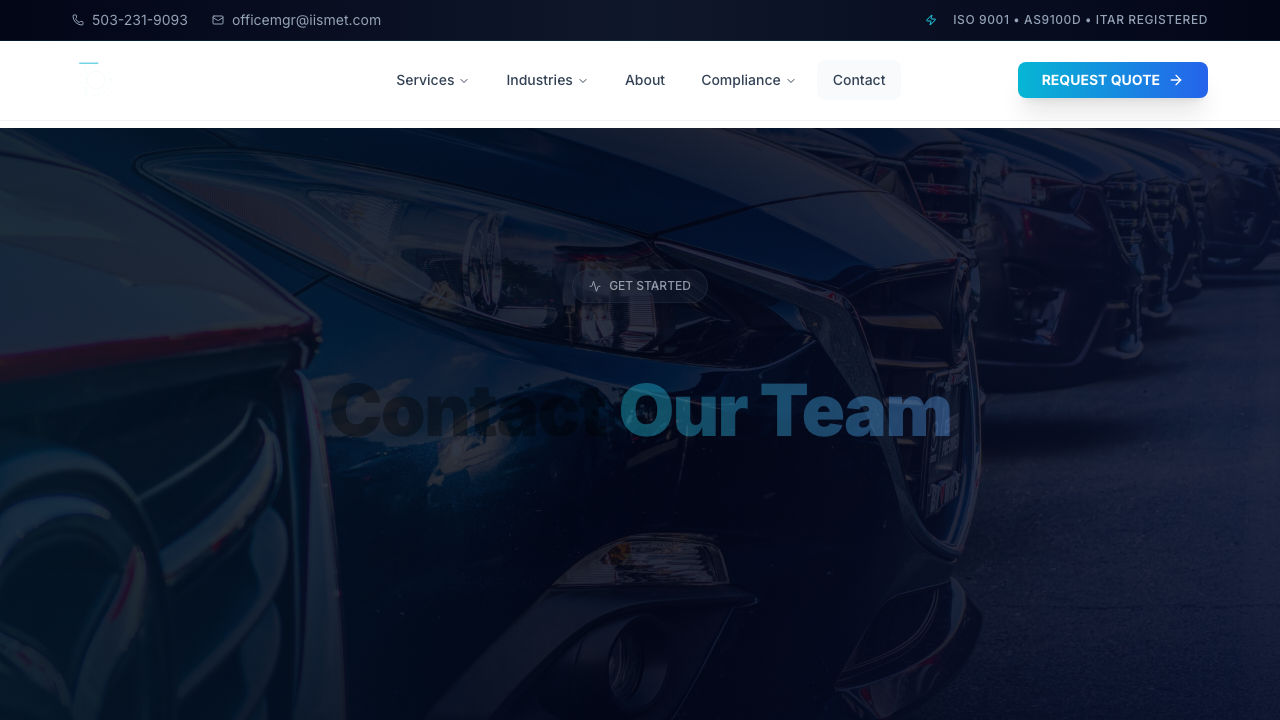 503-231-9093 officemgr@iismet.com ISO 9001 • AS9100D • ITAR REGISTERED
Services Industries About Compliance Contact REQUEST QUOTE
GET STARTED
Contact Our Team